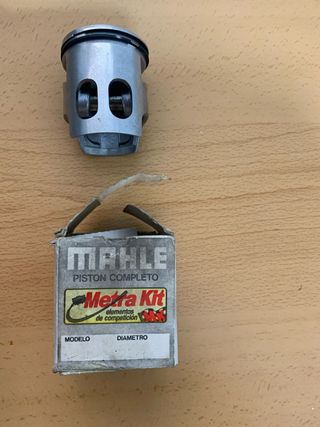 MAHLE
PISTON COMPLETO
Metra Kit
elementos
de competición
MODELO DIAMETRO